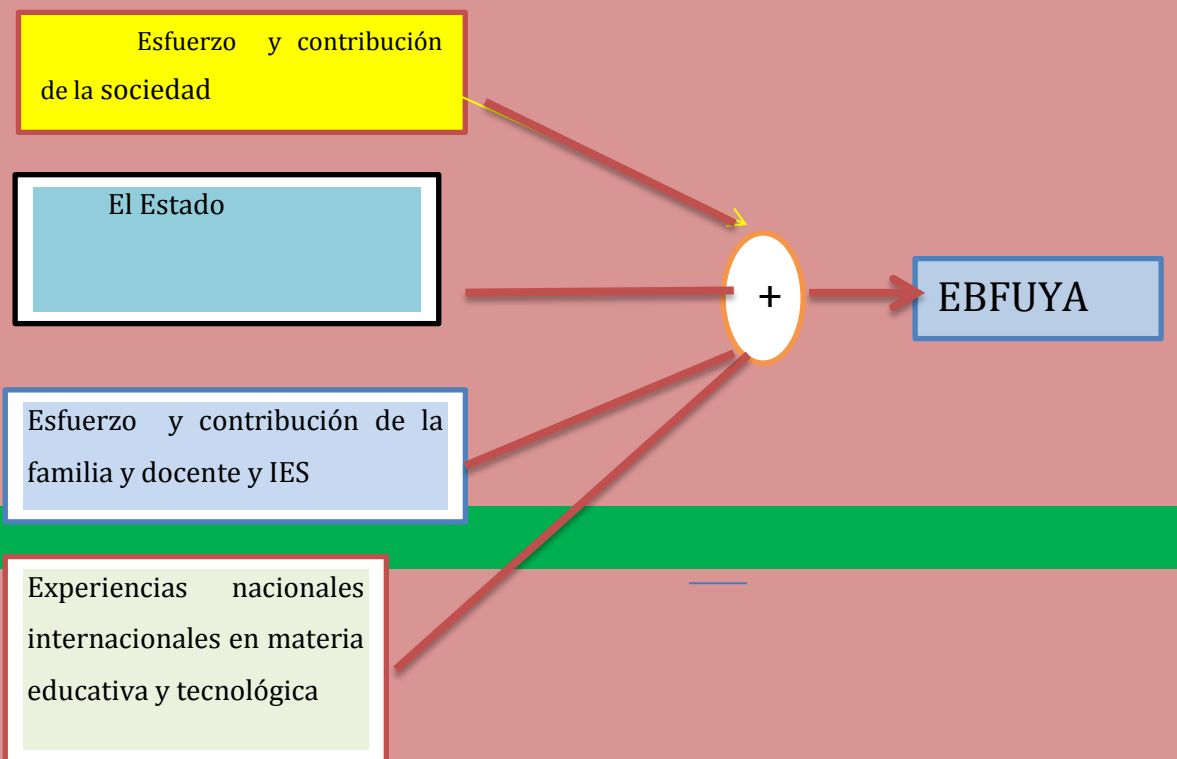 Esfuerzo y contribución
de la sociedad
El Estado
+
EBFUYA
Esfuerzo y contribución de la
familia y docente y IES
Experiencias nacionales
internacionales en materia
educativa y tecnológica